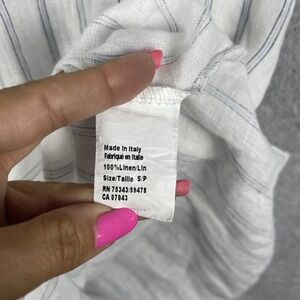 Made in Italy
Fabriqué en Italie
100%Linen/Lin
Size/Taille S/P
RN 75343/59478
CA 07843